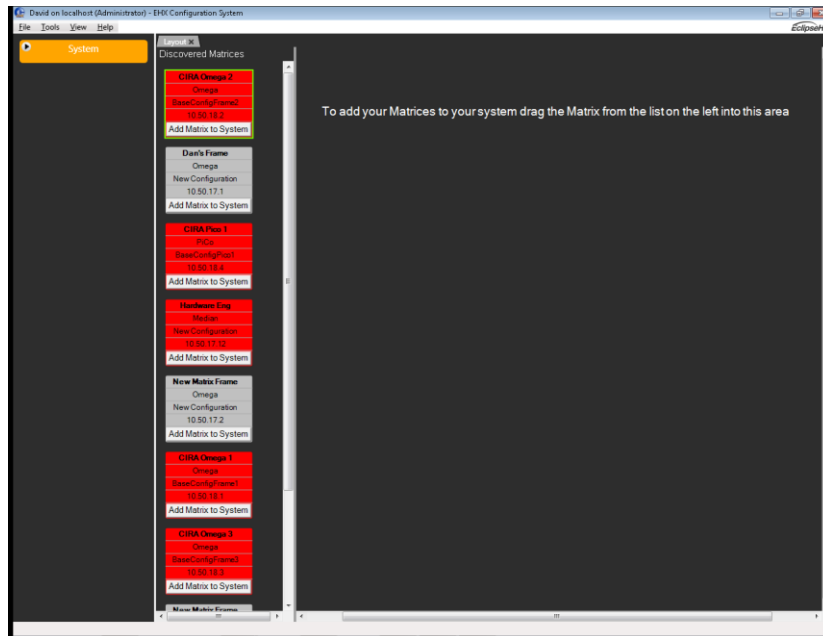 David on localhost (Administrator) - EHX Configuration System
File Tools View Help
EclipseH
System
Layout X
Discovered Matrices
CIRA Omega 2
Omega
BaseConfigFrame2
10.50.18.2
Add Matrix to System
Dan's Frame
Omega
New Configuration
10.50.17.1
Add Matrix to System
CIRA Pico 1
PiCo
BaseConfigPico1
10.50.18.4
Add Matrix to System
Hardware Eng
Median
New Configuration
10.50.17.12
Add Matrix to System
New Matrix Frame
Omega
New Configuration
10.50.17.2
Add Matrix to System
CIRA Omega 1
Omega
BaseConfigFrame1
10.50.18.1
Add Matrix to System
CIRA Omega 3
Omega
BaseConfigFrame3
10.50.18.3
Add Matrix to System
New Matrix Frame
To add your Matrices to your system drag the Matrix from the list on the left into this area